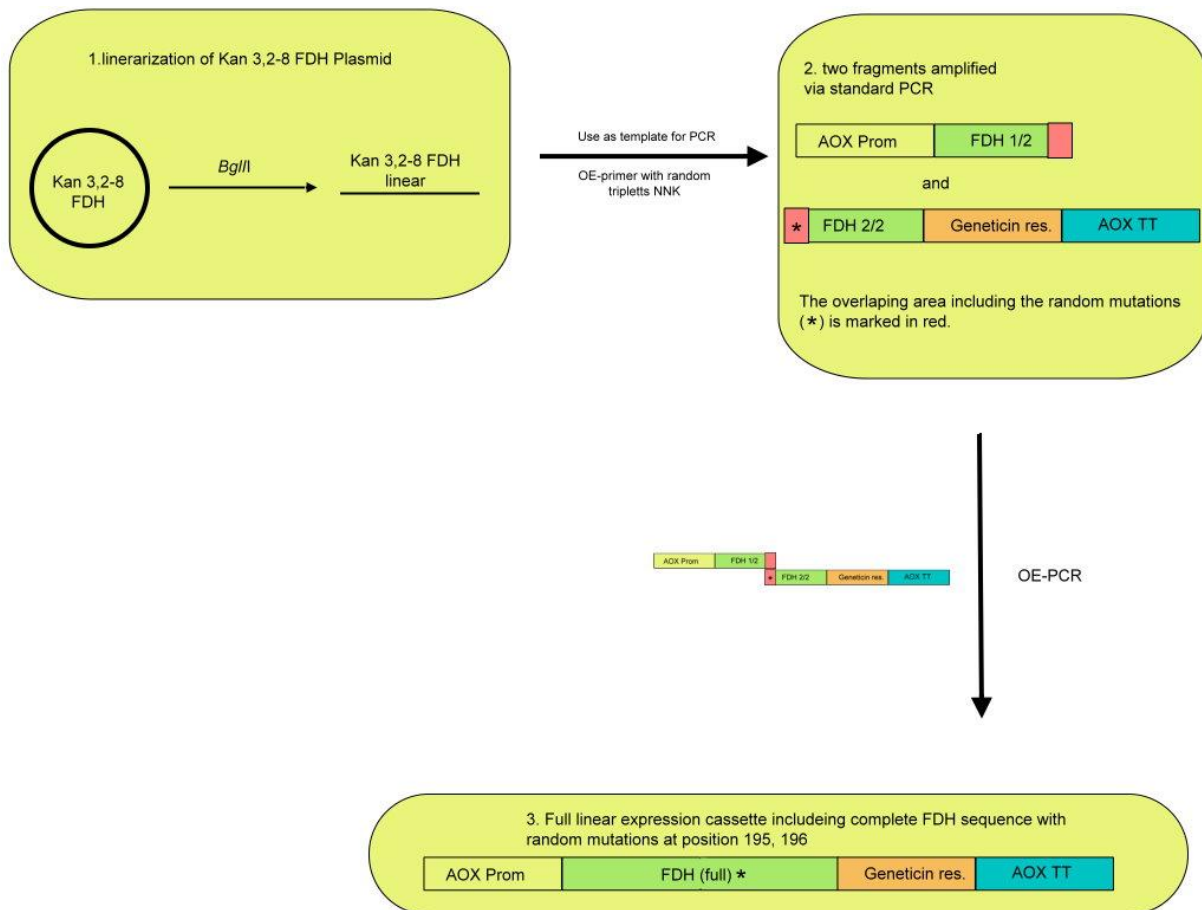 1.linerarization of Kan 3,2-8 FDH Plasmid
Kan 3,2-8
FDH
BglII
Kan 3,2-8 FDH
linear
Use as template for PCR
OE-primer with random
tripletts NNK
2. two fragments amplified
via standard PCR
AOX Prom
FDH 1/2
and
*
FDH 2/2
Geneticin res.
AOX TT
The overlaping area including the random mutations
(*) is marked in red.
AOX Prom
FDH 1/2
*
FDH 2/2
Geneticin res.
AOX TT
OE-PCR
3. Full linear expression cassette includeing complete FDH sequence with
random mutations at position 195, 196
AOX Prom
FDH (full) *
Geneticin res.
AOX TT